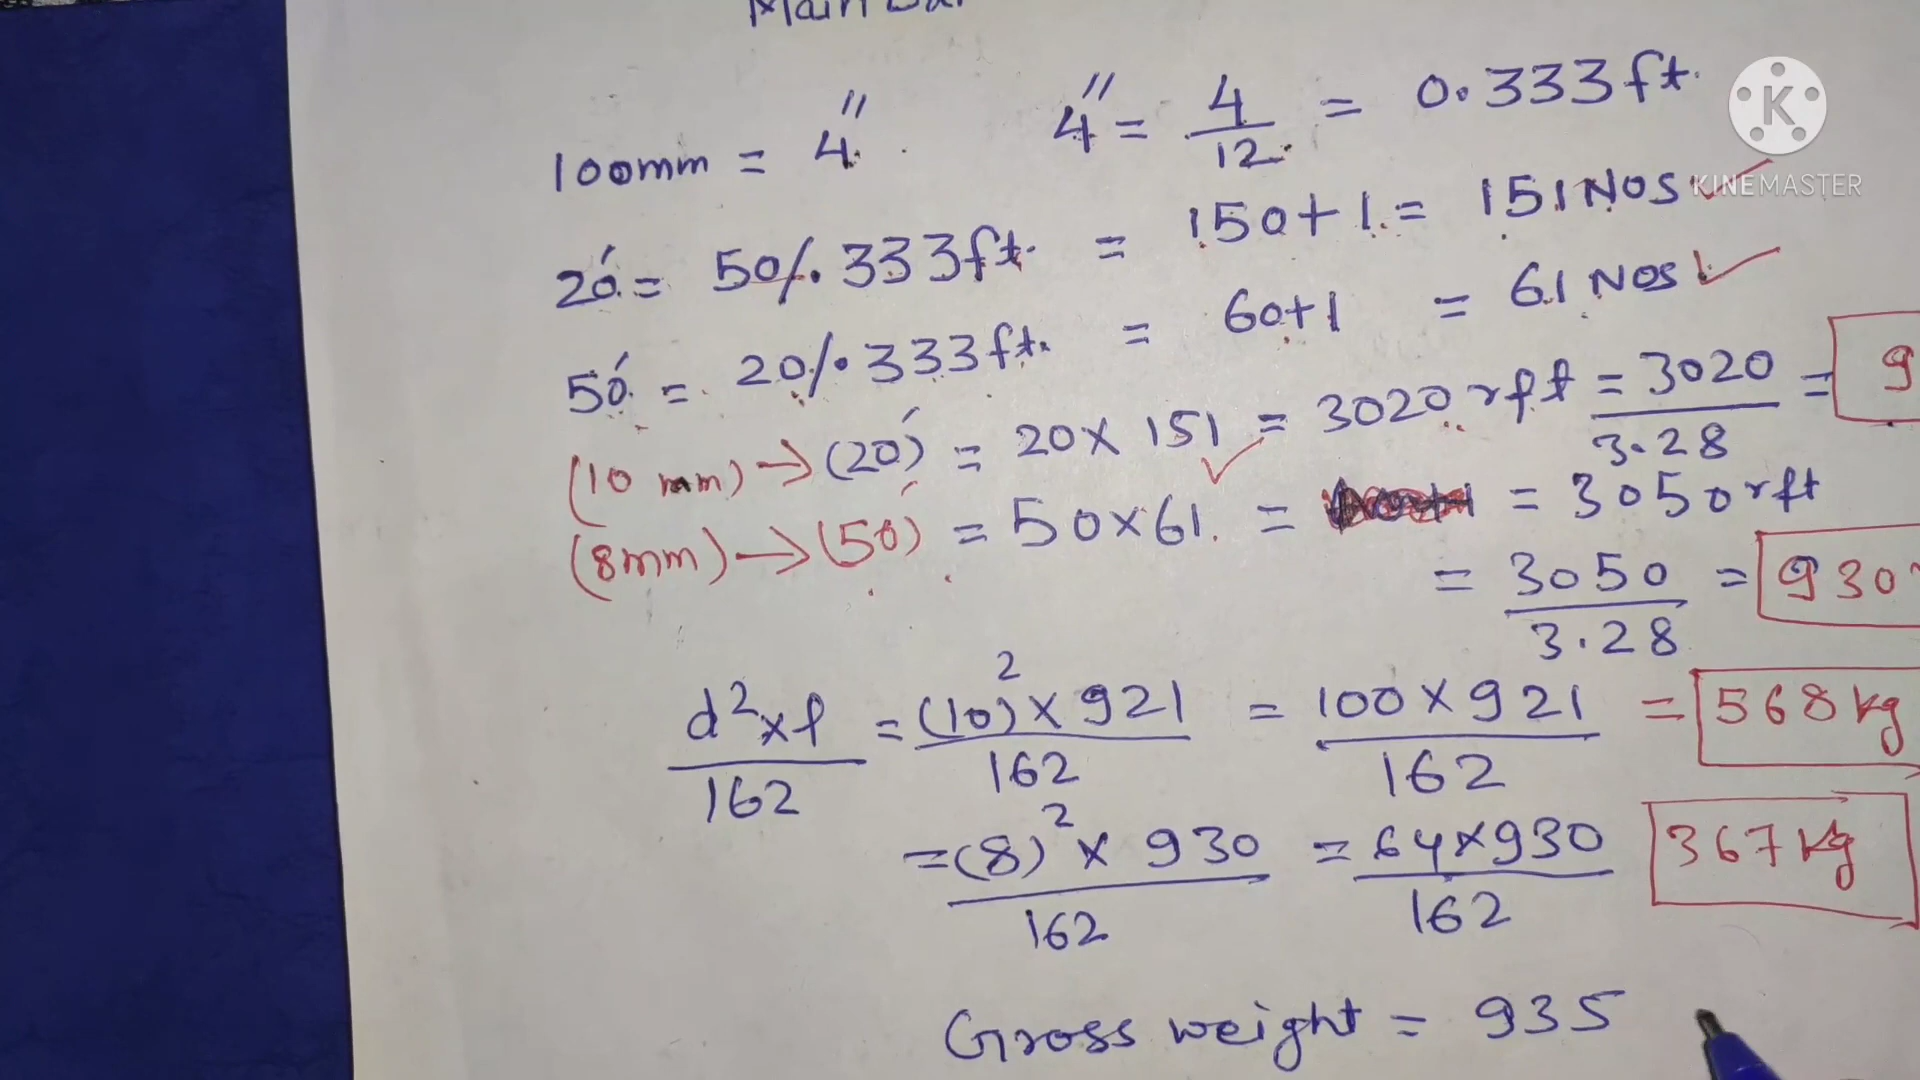 Main Bar
100mm = 4"    4" = 4/12 = 0.333ft.
20' = 50/.333ft. = 150+1 = 151 Nos ✓
50' = 20/.333ft. = 60+1 = 61 Nos ✓
(10 mm) → (20') = 20 x 151 = 3020 rft = 3020/3.28 = 9
(8mm) → (50') = 50 x 61 = = 3050 rft
= 3050/3.28 = 930
d² x l/162 = (10)² x 921/162 = 100 x 921/162 = 568 kg
= (8)² x 930/162 = 64 x 930/162 367 kg
Gross weight = 935
K
KINEMASTER